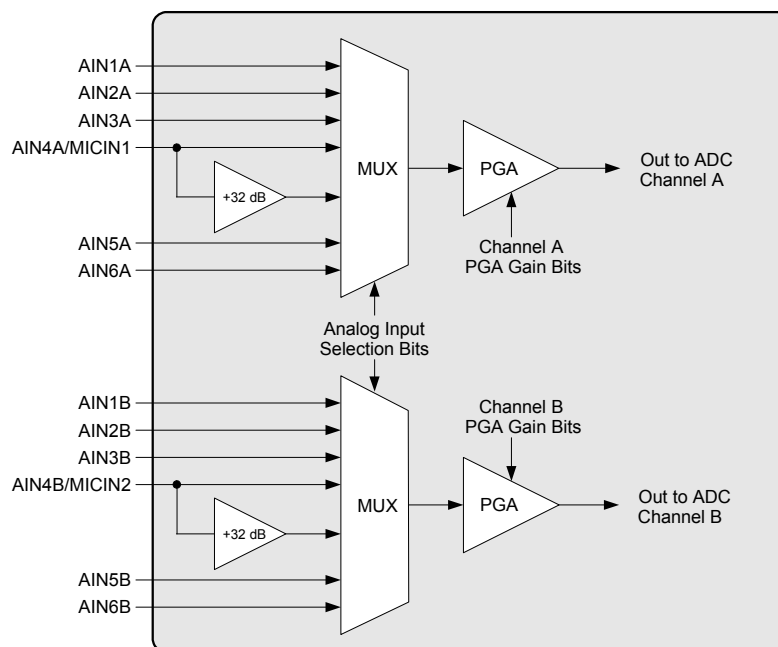 AIN1A
AIN2A
AIN3A
AIN4A/MICIN1
+32 dB
AIN5A
AIN6A
MUX
PGA
Out to ADC
Channel A
Channel A
PGA Gain Bits
Analog Input
Selection Bits
AIN1B
AIN2B
AIN3B
AIN4B/MICIN2
+32 dB
AIN5B
AIN6B
MUX
Channel B
PGA Gain Bits
PGA
Out to ADC
Channel B